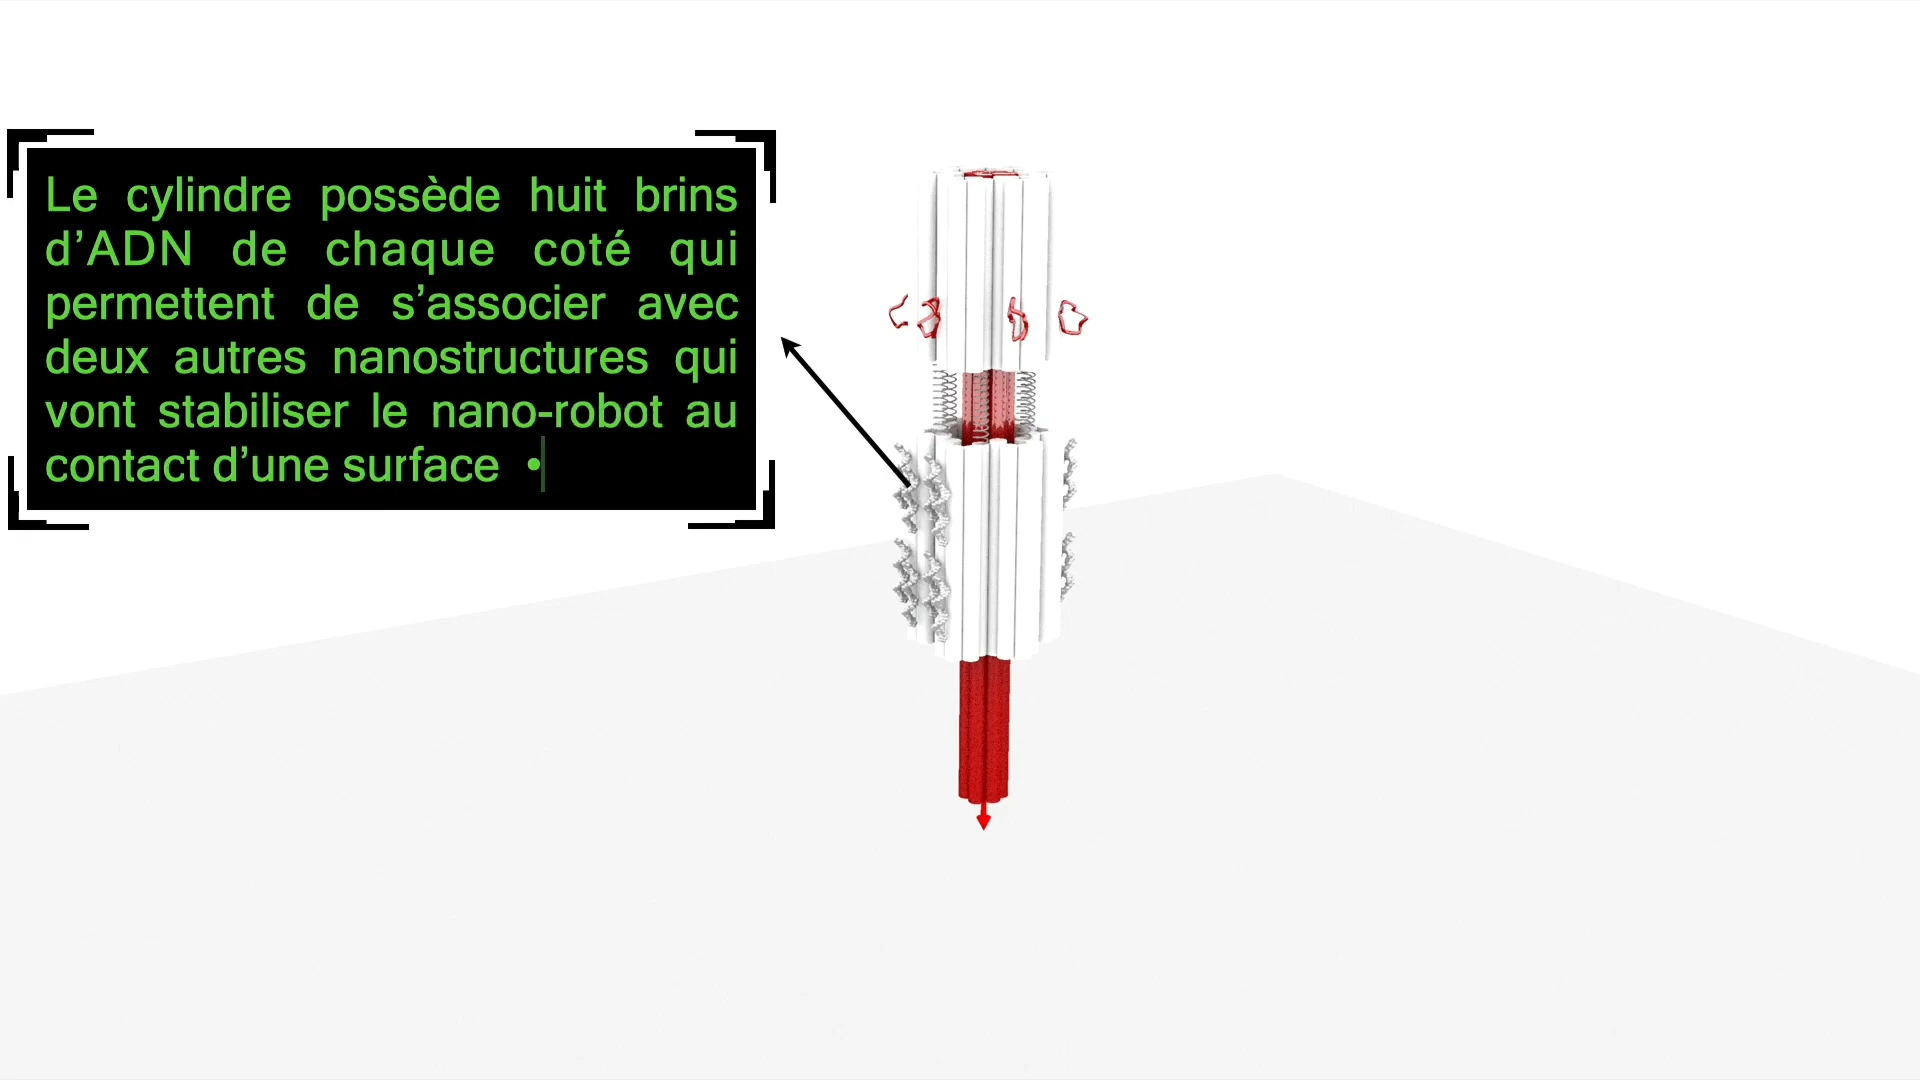 Le cylindre possède huit brins
d’ADN de chaque coté qui
permettent de s’associer avec
deux autres nanostructures qui
vont stabiliser le nano-robot au
contact d’une surface •